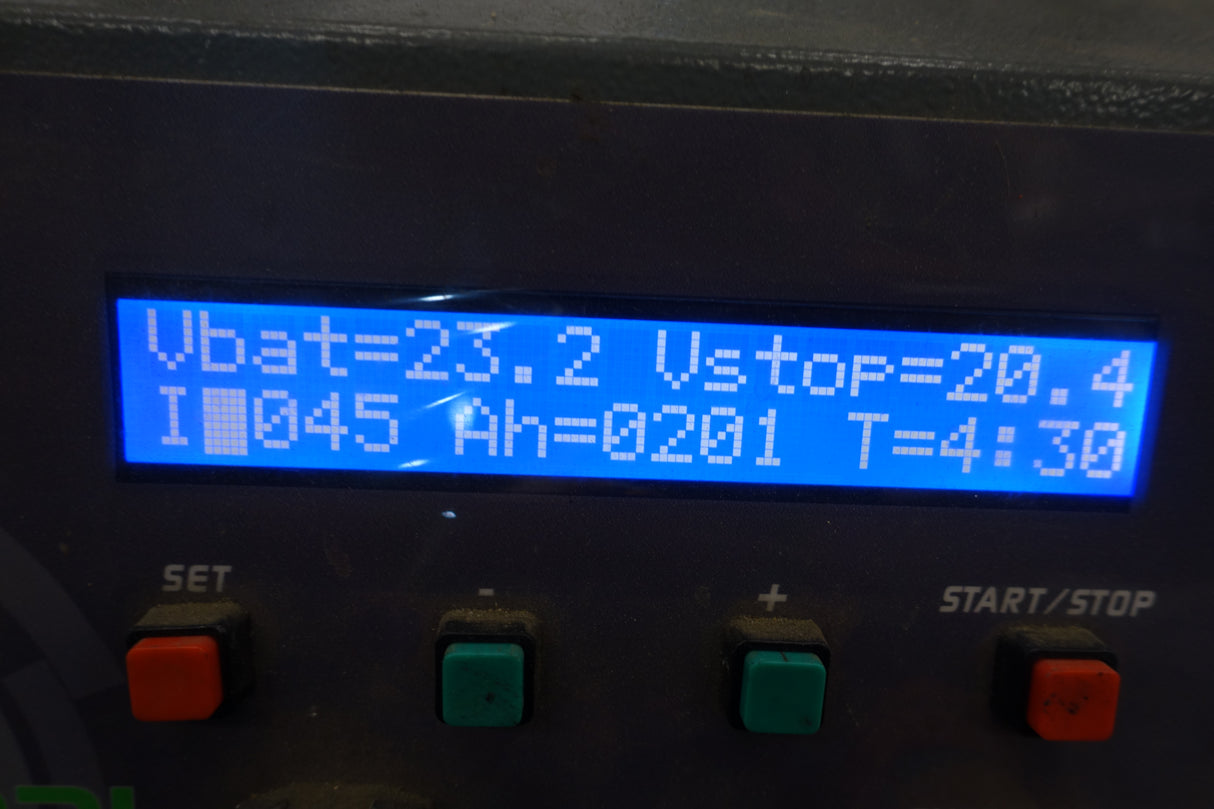 Vbat=23.2 Vstop=20.4
I█045 Ah=0201 T=4:30
SET - + START/STOP